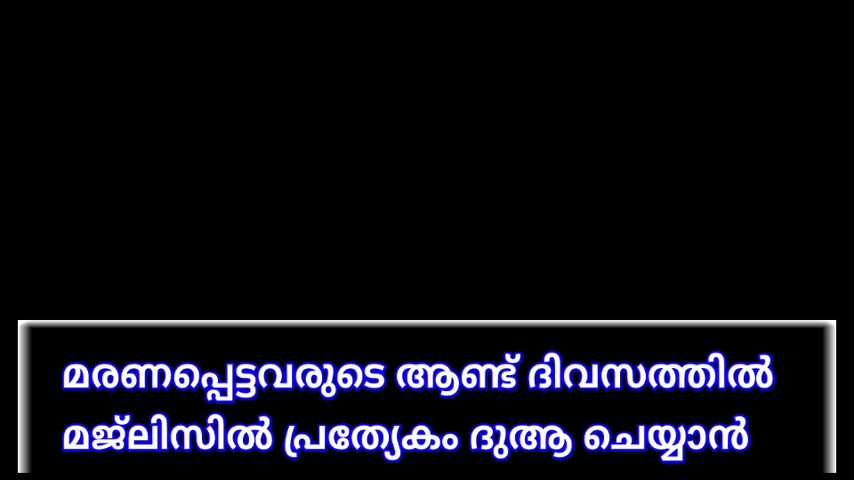 മരണപ്പെട്ടവരുടെ ആണ്ട് ദിവസത്തിൽ
മജ്ലിസിൽ പ്രത്യേകം ദുആ ചെയ്യാൻ